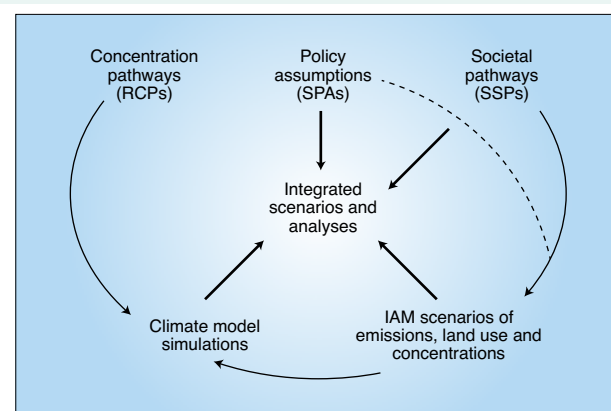 Concentration
pathways
(RCPs)
Policy
assumptions
(SPAs)
Societal
pathways
(SSPs)
Integrated
scenarios and
analyses
Climate model
simulations
IAM scenarios of
emissions, land use and
concentrations